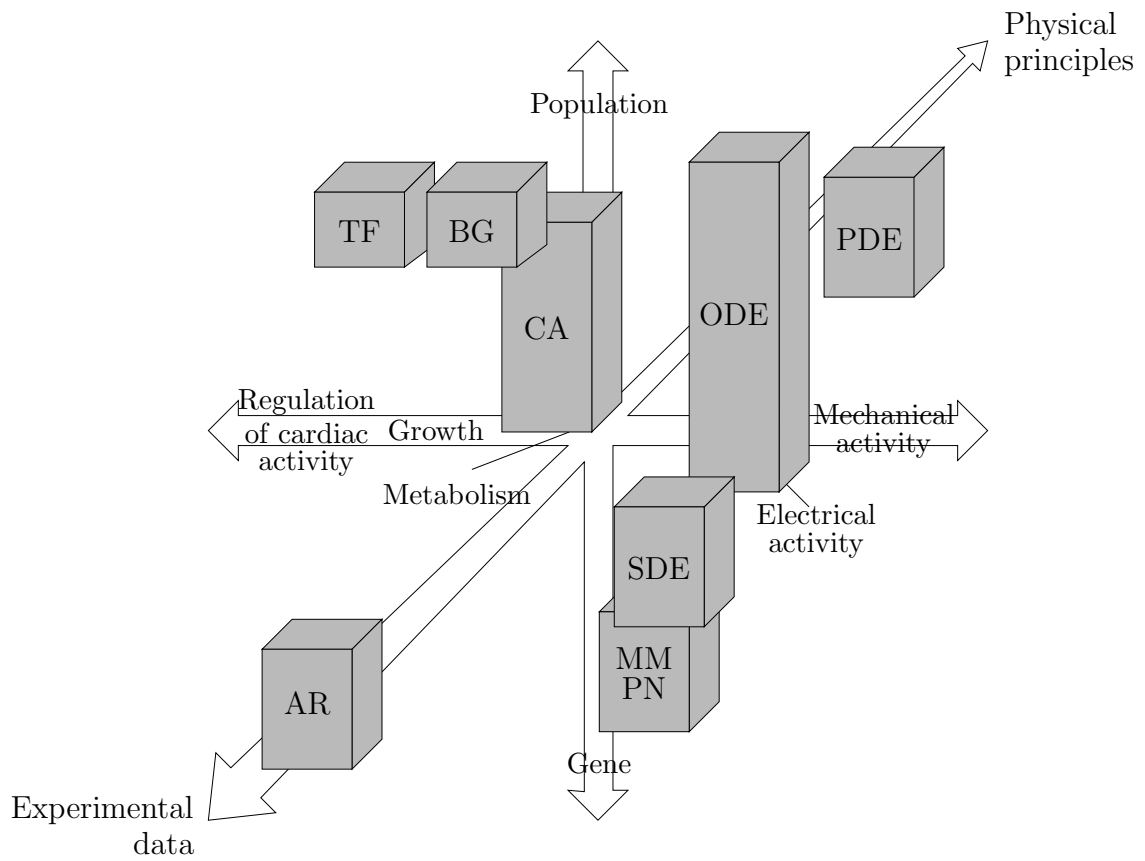 Physical
principles
Population
TF
BG
PDE
ODE
CA
Regulation
of cardiac
activity
Growth
Mechanical
activity
Metabolism
Electrical
activity
SDE
MM
PN
AR
Gene
Experimental
data